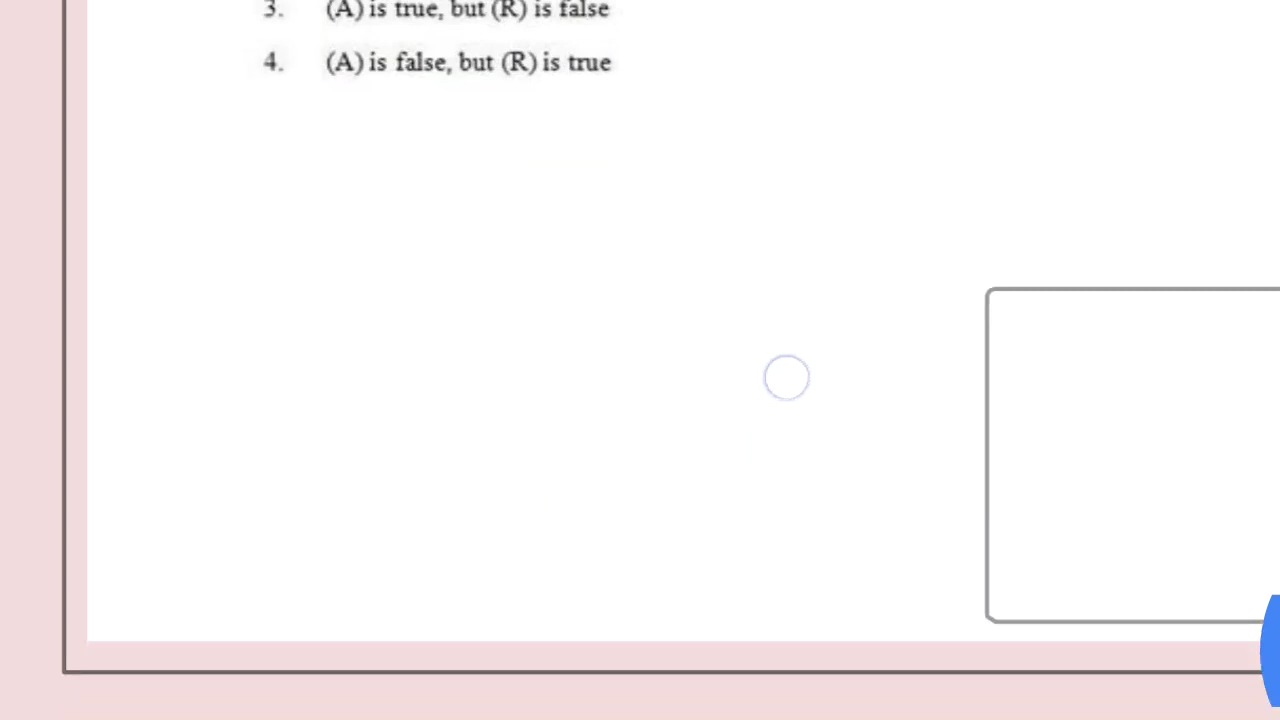 3. (A) is true, but (R) is false
4. (A) is false, but (R) is true